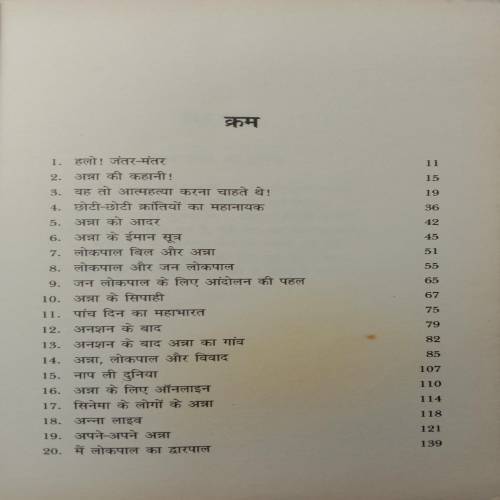 क्रम
1. हलो! जंतर-मंतर 11
2. अन्ना की कहानी! 15
3. वह तो आत्महत्या करना चाहते थे! 19
4. छोटी-छोटी क्रांतियों का महानायक 36
5. अन्ना को आदर 42
6. अन्ना के ईमान सूत्र 45
7. लोकपाल बिल और अन्ना 51
8. लोकपाल और जन लोकपाल 55
9. जन लोकपाल के लिए आंदोलन की पहल 65
10. अन्ना के सिपाही 67
11. पांच दिन का महाभारत 75
12. अनशन के बाद 79
13. अनशन के बाद अन्ना का गांव 82
14. अन्ना, लोकपाल और विवाद 85
15. नाप ली दुनिया 107
16. अन्ना के लिए ऑनलाइन 110
17. सिनेमा के लोगों के अन्ना 114
18. अन्ना लाइव 118
19. अपने-अपने अन्ना 121
20. मैं लोकपाल का द्वारपाल 139